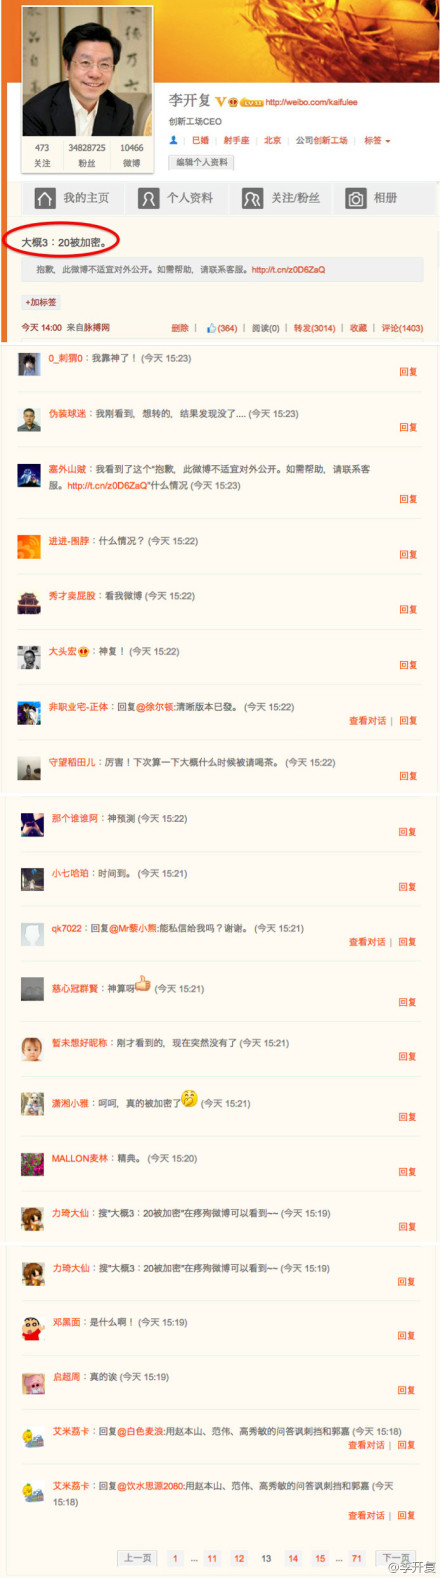 李开复 http://weibo.com/kaifulee
创新工场CEO
已婚 | 射手座 | 北京 | 公司创新工场 | 标签
473 34828725 10466
关注 粉丝 微博
编辑个人资料
我的主页 个人资料 关注/粉丝 相册
大概3：20被加密。
抱歉，此微博不适宜对外公开。如需帮助，请联系客服。http://t.cn/z0D6ZaQ
+加标签
今天 14:00 来自脉搏网 删除 | (364) | 阅读(0) | 转发(3014) | 收藏 | 评论(1403)
0_刺猬0：我靠神了！ (今天 15:23)
回复
伪装球迷：我刚看到，想转的，结果发现没了.... (今天 15:23)
回复
塞外山贼：我看到了这个"抱歉，此微博不适宜对外公开。如需帮助，请联系客
服。http://t.cn/z0D6ZaQ"什么情况 (今天 15:23)
回复
进进-围脖：什么情况？ (今天 15:22)
回复
秀才卖屁股：看我微博 (今天 15:22)
回复
大头宏：神复！ (今天 15:22)
回复
非职业宅-正体：回复@徐尔顿:清晰版本已發。 (今天 15:22)
查看对话 | 回复
守望稻田儿：厉害！下次算一下大概什么时候被请喝茶。 (今天 15:22)
回复
那个谁谁阿：神预测 (今天 15:22)
回复
小七哈珀：时间到。 (今天 15:21)
回复
qk7022：回复@Mr藜小熊:能私信给我吗？谢谢。 (今天 15:21)
查看对话 | 回复
慈心冠群賢：神算呀 (今天 15:21)
回复
暂未想好昵称：刚才看到的，现在突然没有了 (今天 15:21)
回复
潇湘小雅：呵呵，真的被加密了 (今天 15:21)
回复
MALLON麦林：精典。 (今天 15:20)
回复
力琦大仙：搜"大概3：20被加密"在疼殉微博可以看到~~ (今天 15:19)
回复
力琦大仙：搜"大概3：20被加密"在疼殉微博可以看到~~ (今天 15:19)
回复
邓黑面：是什么啊！ (今天 15:19)
回复
启超周：真的诶 (今天 15:19)
回复
艾米荔卡：回复@白色麦浪:用赵本山、范伟、高秀敏的问答讽刺挡和郭嘉 (今天 15:18)
查看对话 | 回复
艾米荔卡：回复@饮水思源2080:用赵本山、范伟、高秀敏的问答讽刺挡和郭嘉 (今天
15:18)
查看对话 | 回复
上一页 1 ... 11 12 13 14 15 ... 71 下一页
@李开复